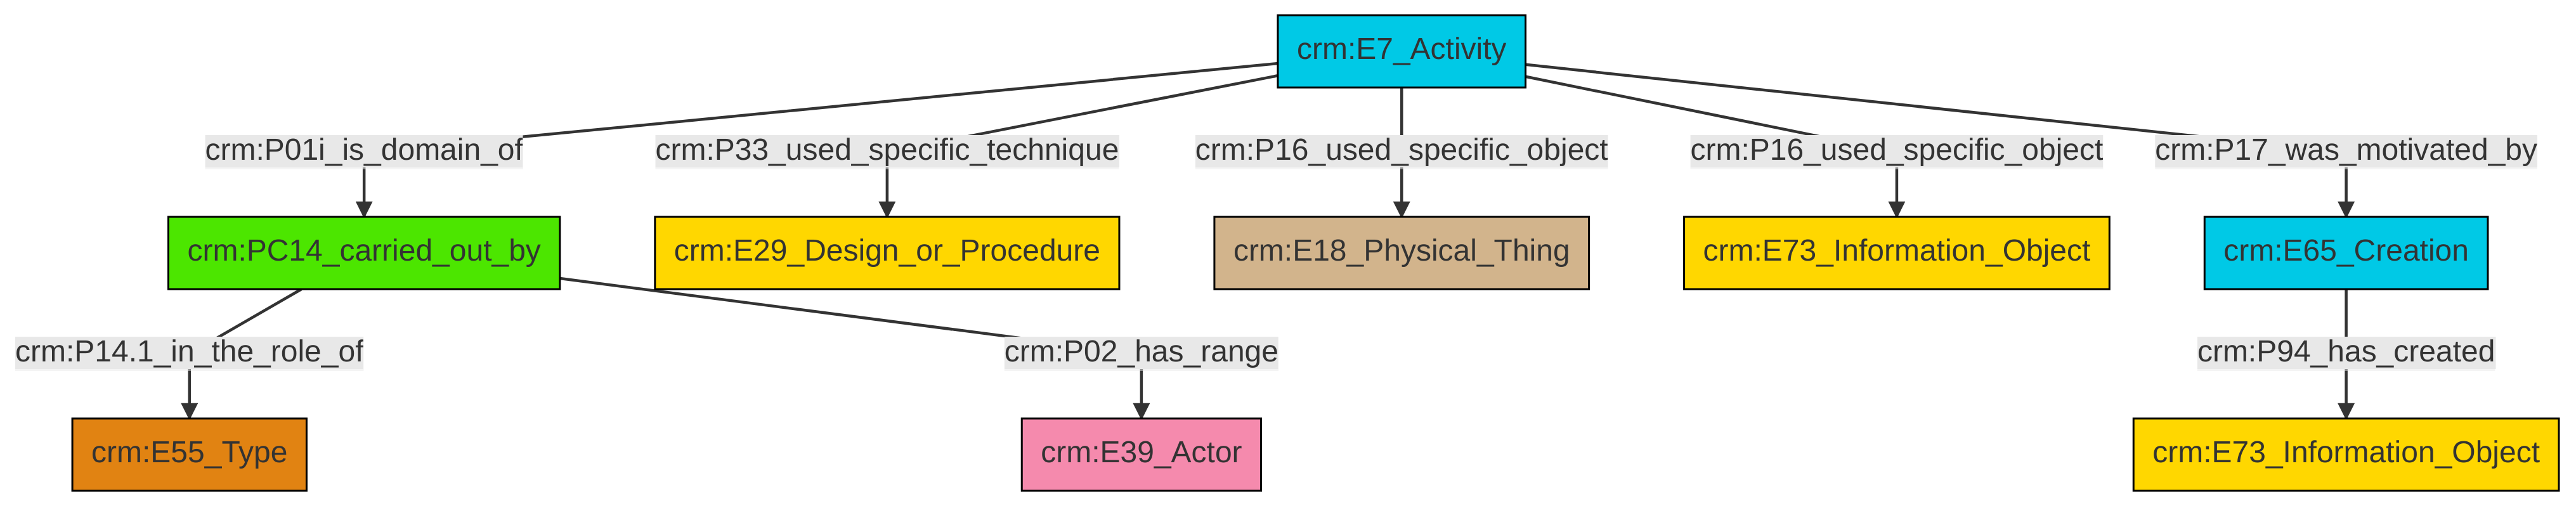 crm:E7_Activity
crm:P01i_is_domain_of
crm:P33_used_specific_technique
crm:P16_used_specific_object
crm:P16_used_specific_object
crm:P17_was_motivated_by
crm:PC14_carried_out_by
crm:E29_Design_or_Procedure
crm:E18_Physical_Thing
crm:E73_Information_Object
crm:E65_Creation
crm:P14.1_in_the_role_of
crm:P02_has_range
crm:P94_has_created
crm:E55_Type
crm:E39_Actor
crm:E73_Information_Object